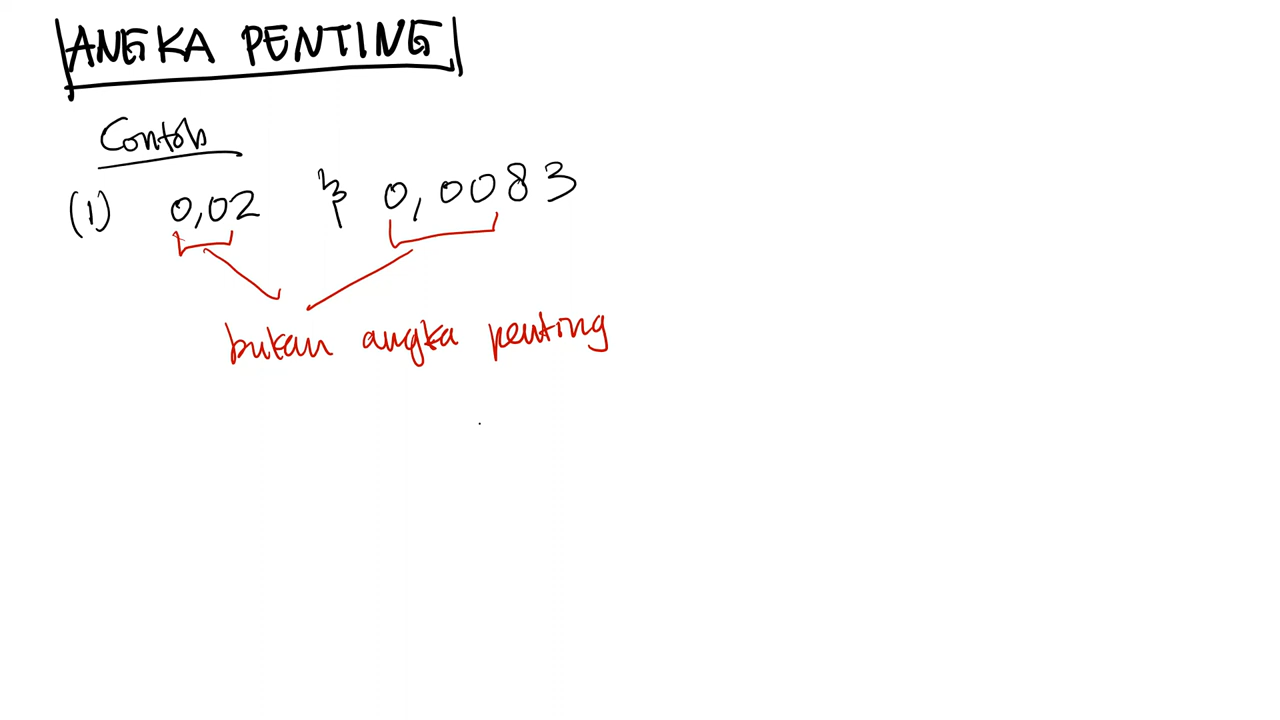 ANGKA PENTING
Contoh
(1) 0,02 & 0,0083
bukan angka penting